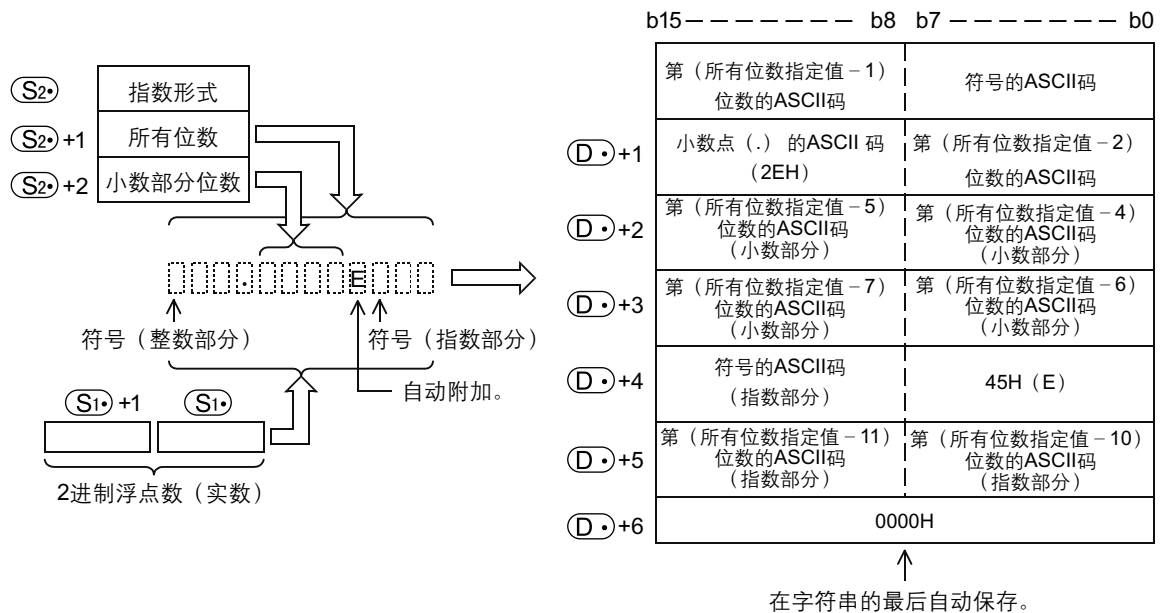 S2•
指数形式
S2• +1
所有位数
S2• +2
小数部分位数
.
E
符号（整数部分）
符号（指数部分）
自动附加。
S1• +1
S1•
2进制浮点数（实数）
b15 b8 b7 b0
第（所有位数指定值－1）
位数的ASCII码
符号的ASCII码
D • +1
小数点（.） 的ASCII 码
（2EH）
第（所有位数指定值－2）
位数的ASCII码
D • +2
第（所有位数指定值－5）
位数的ASCII码
（小数部分）
第（所有位数指定值－4）
位数的ASCII码
（小数部分）
D • +3
第（所有位数指定值－7）
位数的ASCII码
（小数部分）
第（所有位数指定值－6）
位数的ASCII码
（小数部分）
D • +4
符号的ASCII码
（指数部分）
45H（E）
D • +5
第（所有位数指定值－11）
位数的ASCII码
（指数部分）
第（所有位数指定值－10）
位数的ASCII码
（指数部分）
D • +6
0000H
在字符串的最后自动保存。